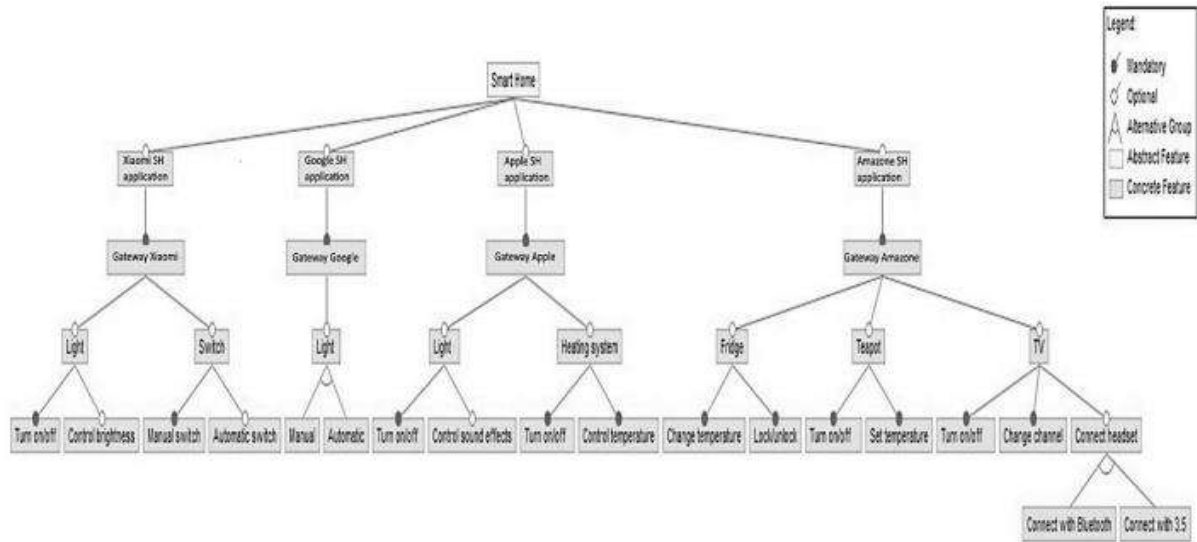 Legend:
Mandatory
Optional
Alternative Group
Abstract Feature
Concrete Feature
Smart Home
Xiaomi SH
application
Google SH
application
Apple SH
application
Amazone SH
application
Gateway Xiaomi
Gateway Google
Gateway Apple
Gateway Amazone
Light
Switch
Light
Light
Heating system
Fridge
Teapot
TV
Turn on/off
Control brightness
Manual switch
Automatic switch
Manual
Automatic
Turn on/off
Control sound effects
Turn on/off
Control temperature
Change temperature
Lock/unlock
Turn on/off
Set temperature
Turn on/off
Change channel
Connect headset
Connect with Bluetooth
Connect with 3.5